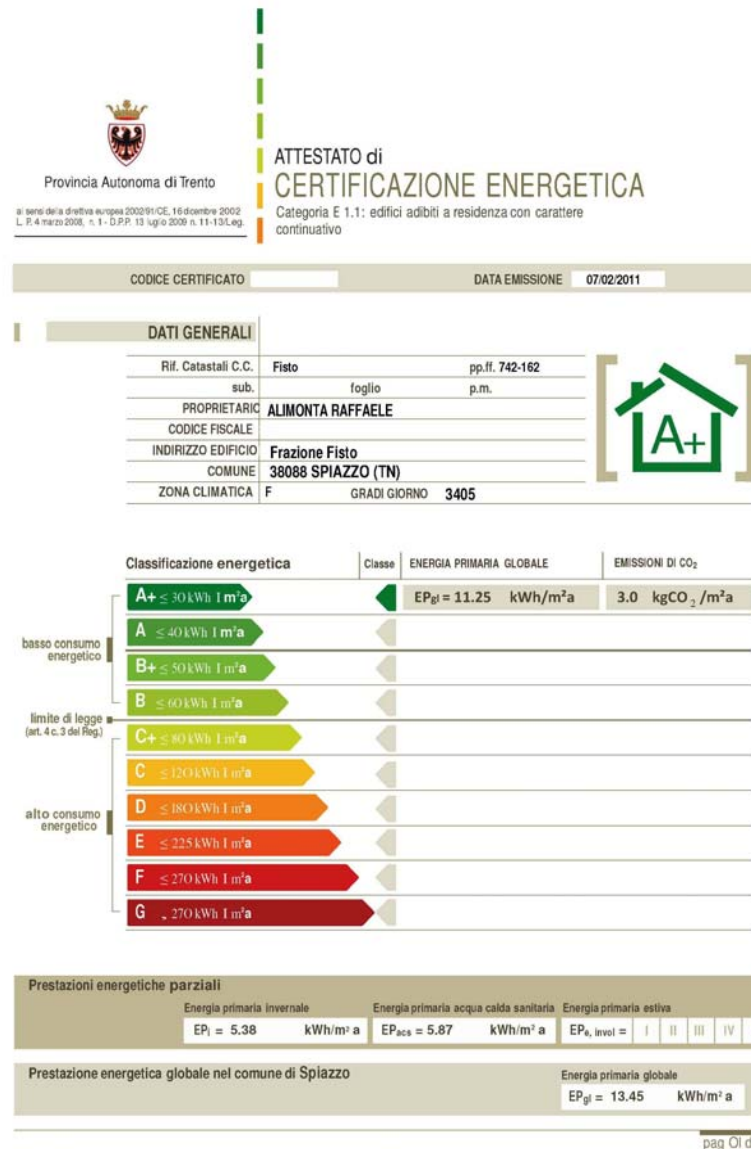 Provincia Autonoma di Trento
ai sensi della direttiva europea 2002/91/CE, 16 dicembre 2002
L. P. 4 marzo 2008, n. 1 - D.P.P. 13 luglio 2009 n. 11-13/Leg.
ATTESTATO di
CERTIFICAZIONE ENERGETICA
Categoria E 1.1: edifici adibiti a residenza con carattere
continuativo
CODICE CERTIFICATO DATA EMISSIONE 07/02/2011
DATI GENERALI
Rif. Catastali C.C. Fisto pp.ff. 742-162
sub. foglio p.m.
PROPRIETARIC ALIMONTA RAFFAELE
CODICE FISCALE
INDIRIZZO EDIFICIO Frazione Fisto
COMUNE 38088 SPIAZZO (TN)
ZONA CLIMATICA F GRADI GIORNO 3405
A+
Classificazione energetica Classe ENERGIA PRIMARIA GLOBALE EMISSIONI DI CO₂
A+ ≤ 30 kWh I m²a EPgl = 11.25 kWh/m²a 3.0 kgCO₂/m²a
A ≤ 40 kWh I m²a
basso consumo
energetico
B+ ≤ 50 kWh I m²a
B ≤ 60 kWh I m²a
limite di legge
(art. 4 c. 3 del Reg.)
C+ ≤ 80 kWh I m²a
C ≤ 120 kWh I m²a
D ≤ 180 kWh I m²a
alto consumo
energetico
E ≤ 225 kWh I m²a
F ≤ 270 kWh I m²a
G „ 270 kWh I m²a
Prestazioni energetiche parziali
Energia primaria invernale Energia primaria acqua calda sanitaria Energia primaria estiva
EPi = 5.38 kWh/m² a EPacs = 5.87 kWh/m² a EPe, invol = I II III IV
Prestazione energetica globale nel comune di Spiazzo Energia primaria globale
EPgl = 13.45 kWh/m² a
pag OI d